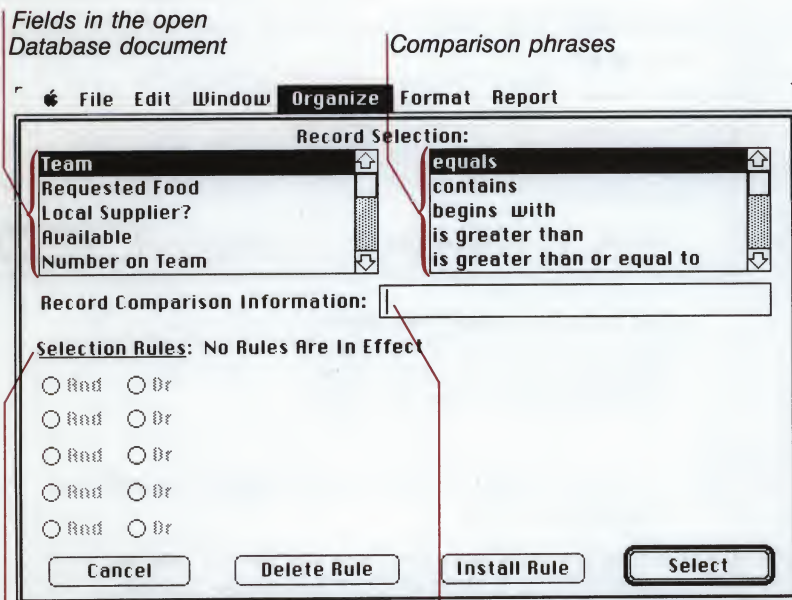 Fields in the open
Database document
Comparison phrases
File Edit Window Organize Format Report
Record Selection:
Team
Requested Food
Local Supplier?
Available
Number on Team
equals
contains
begins with
is greater than
is greater than or equal to
Record Comparison Information:
Selection Rules: No Rules Are In Effect
And Or
And Or
And Or
And Or
And Or
Cancel Delete Rule Install Rule Select